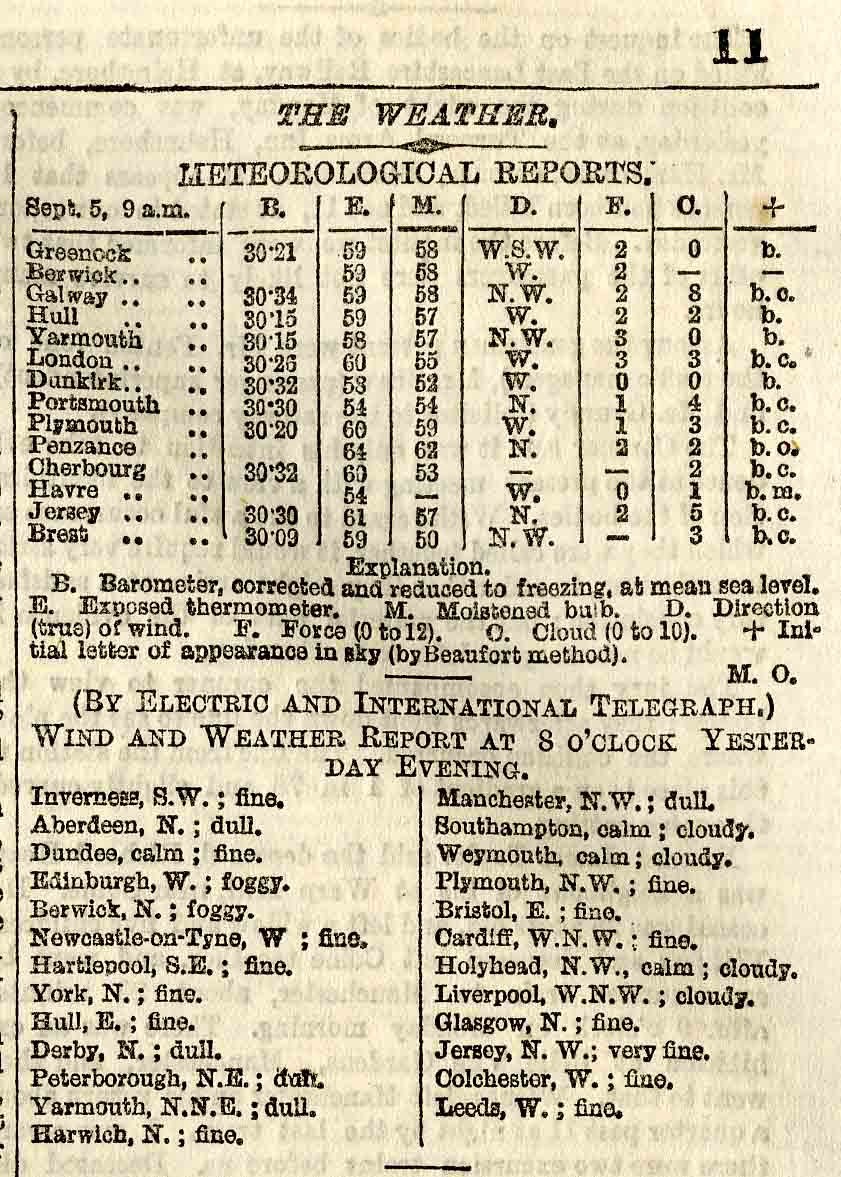 11
THE WEATHER.
METEOROLOGICAL REPORTS.
Sept. 5, 9 a.m. B. E. M. D. F. C. +
Greenock .. 30·21 59 58 W.S.W. 2 0 b.
Berwick.. .. 59 58 W. 2 — —
Galway .. .. 30·34 59 58 N.W. 2 8 b.c.
Hull .. .. 30·15 59 57 W. 2 2 b.
Yarmouth .. 30·15 58 57 N.W. 3 0 b.
London .. .. 30·26 60 55 W. 3 3 b.c.
Dunkirk.. .. 30·32 53 52 W. 0 0 b.
Portsmouth .. 30·30 54 54 N. 1 4 b.c.
Plymouth .. 30·20 60 59 W. 1 3 b.c.
Penzance .. 64 62 N. 2 2 b.o.
Cherbourg .. 30·32 60 53 — — 2 b.c.
Havre .. .. 54 — W. 0 1 b.m.
Jersey .. .. 30·30 61 57 N. 2 5 b.c.
Brest .. .. 30·09 59 50 N.W. — 3 b.c.
Explanation.
B. Barometer, corrected and reduced to freezing, at mean sea level.
E. Exposed thermometer. M. Moistened bulb. D. Direction
(true) of wind. F. Force (0 to 12). C. Cloud (0 to 10). + Ini-
tial letter of appearance in sky (by Beaufort method).
M. O.
(BY ELECTRIC AND INTERNATIONAL TELEGRAPH.)
WIND AND WEATHER REPORT AT 8 O'CLOCK YESTER-
DAY EVENING.
Inverness, S.W. ; fine.
Aberdeen, N. ; dull.
Dundee, calm ; fine.
Edinburgh, W. ; foggy.
Berwick, N. ; foggy.
Newcastle-on-Tyne, W ; fine.
Hartlepool, S.E. ; fine.
York, N. ; fine.
Hull, E. ; fine.
Derby, N. ; dull.
Peterborough, N.E. ; dull.
Yarmouth, N.N.E. ; dull.
Harwich, N. ; fine.
Manchester, N.W. ; dull.
Southampton, calm ; cloudy.
Weymouth, calm ; cloudy.
Plymouth, N.W. ; fine.
Bristol, E. ; fine.
Cardiff, W.N.W. ; fine.
Holyhead, N.W., calm ; cloudy.
Liverpool, W.N.W. ; cloudy.
Glasgow, N. ; fine.
Jersey, N. W.; very fine.
Colchester, W. ; fine.
Leeds, W. ; fine.